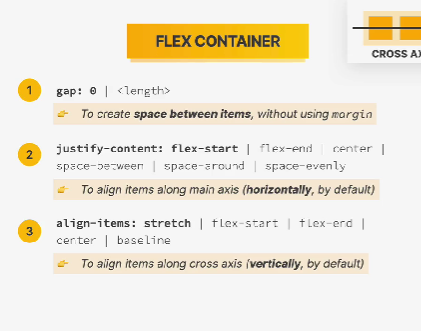 FLEX CONTAINER
CROSS AX
1
gap: 0 | <length>
👉 To create space between items, without using margin
2
justify-content: flex-start | flex-end | center |
space-between | space-around | space-evenly
👉 To align items along main axis (horizontally, by default)
3
align-items: stretch | flex-start | flex-end |
center | baseline
👉 To align items along cross axis (vertically, by default)